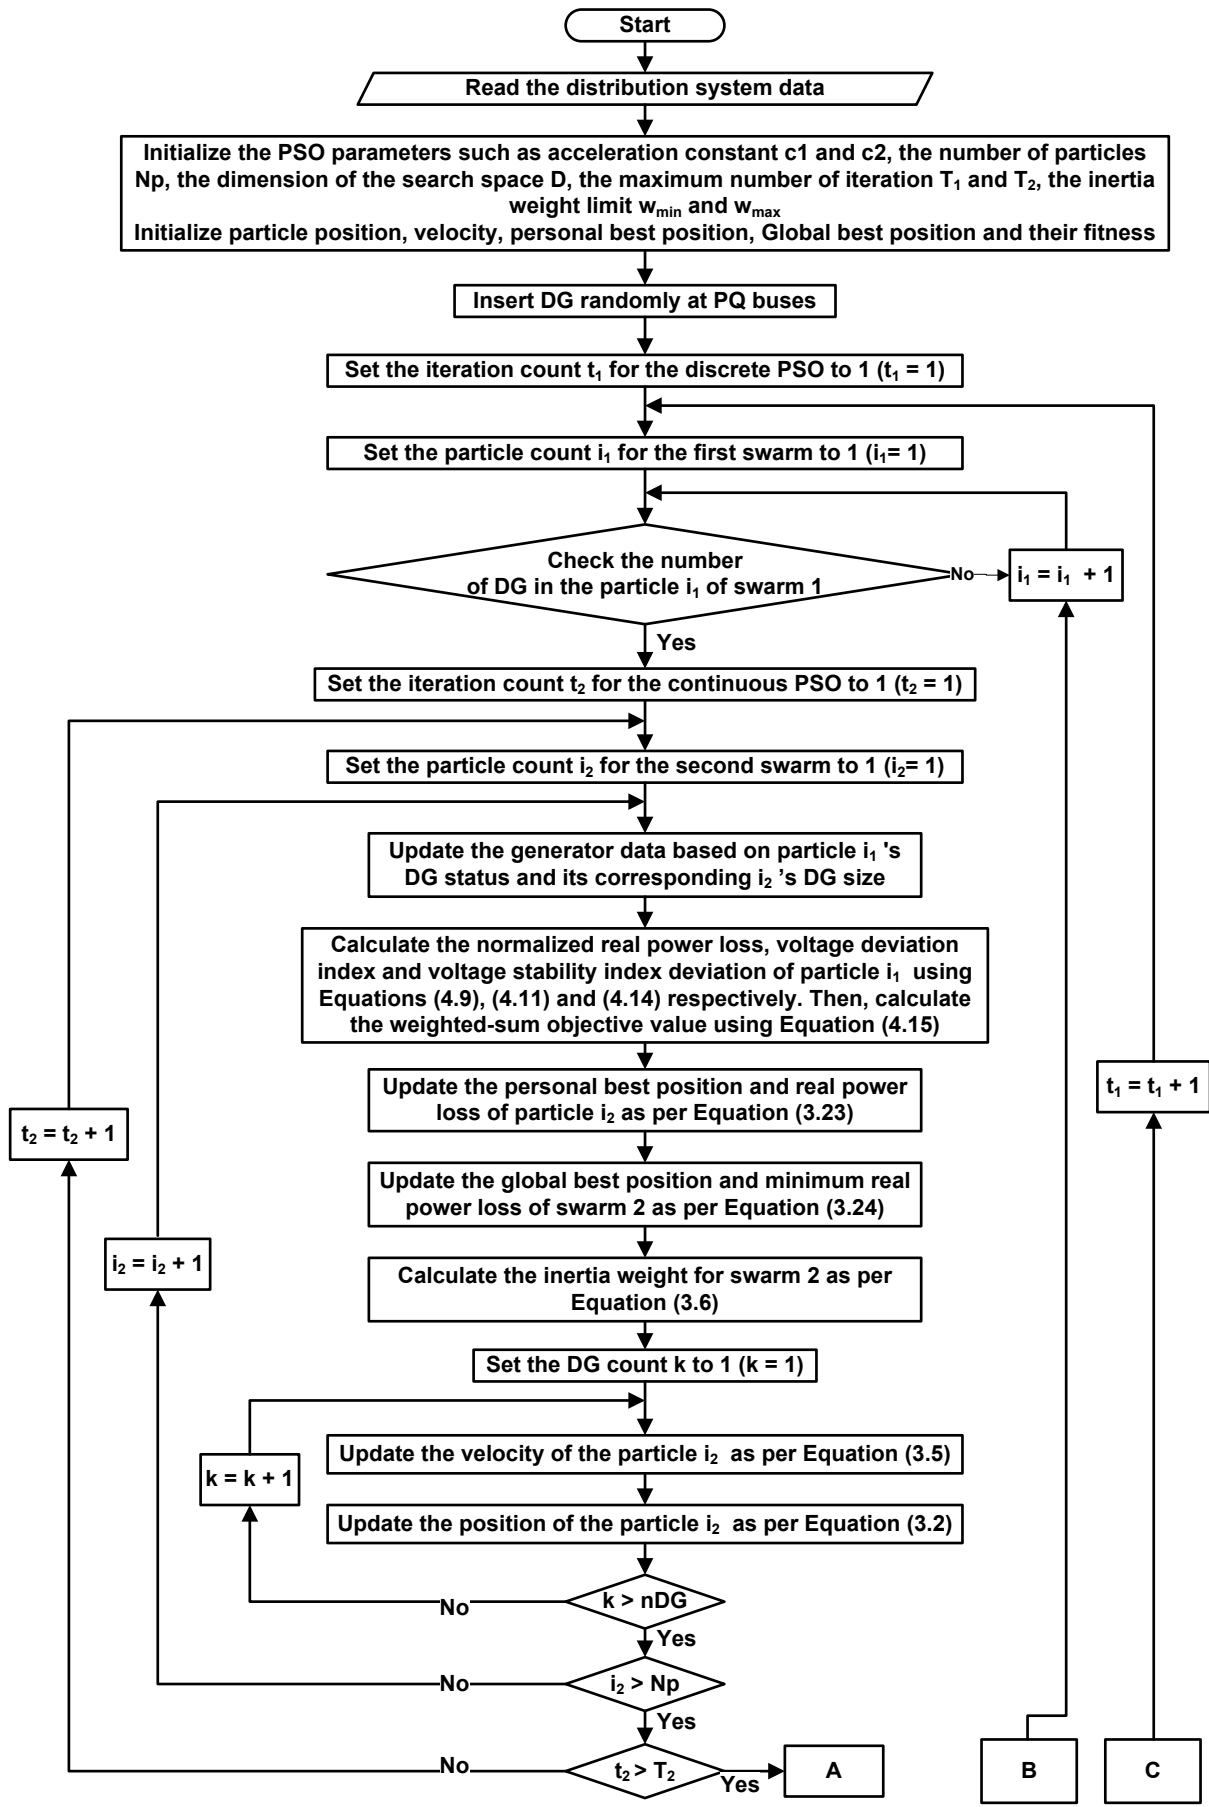 Start
Read the distribution system data
Initialize the PSO parameters such as acceleration constant c1 and c2, the number of particles
Np, the dimension of the search space D, the maximum number of iteration T₁ and T₂, the inertia
weight limit wₘᵢₙ and wₘₐₓ
Initialize particle position, velocity, personal best position, Global best position and their fitness
Insert DG randomly at PQ buses
Set the iteration count t₁ for the discrete PSO to 1 (t₁ = 1)
Set the particle count i₁ for the first swarm to 1 (i₁= 1)
Check the number
of DG in the particle i₁ of swarm 1
No
i₁ = i₁ + 1
Yes
Set the iteration count t₂ for the continuous PSO to 1 (t₂ = 1)
Set the particle count i₂ for the second swarm to 1 (i₂= 1)
Update the generator data based on particle i₁ 's
DG status and its corresponding i₂ ’s DG size
Calculate the normalized real power loss, voltage deviation
index and voltage stability index deviation of particle i₁ using
Equations (4.9), (4.11) and (4.14) respectively. Then, calculate
the weighted-sum objective value using Equation (4.15)
Update the personal best position and real power
loss of particle i₂ as per Equation (3.23)
t₁ = t₁ + 1
t₂ = t₂ + 1
Update the global best position and minimum real
power loss of swarm 2 as per Equation (3.24)
i₂ = i₂ + 1
Calculate the inertia weight for swarm 2 as per
Equation (3.6)
Set the DG count k to 1 (k = 1)
Update the velocity of the particle i₂ as per Equation (3.5)
k = k + 1
Update the position of the particle i₂ as per Equation (3.2)
k > nDG
No
Yes
i₂ > Np
No
Yes
t₂ > T₂
No
Yes
A
B
C